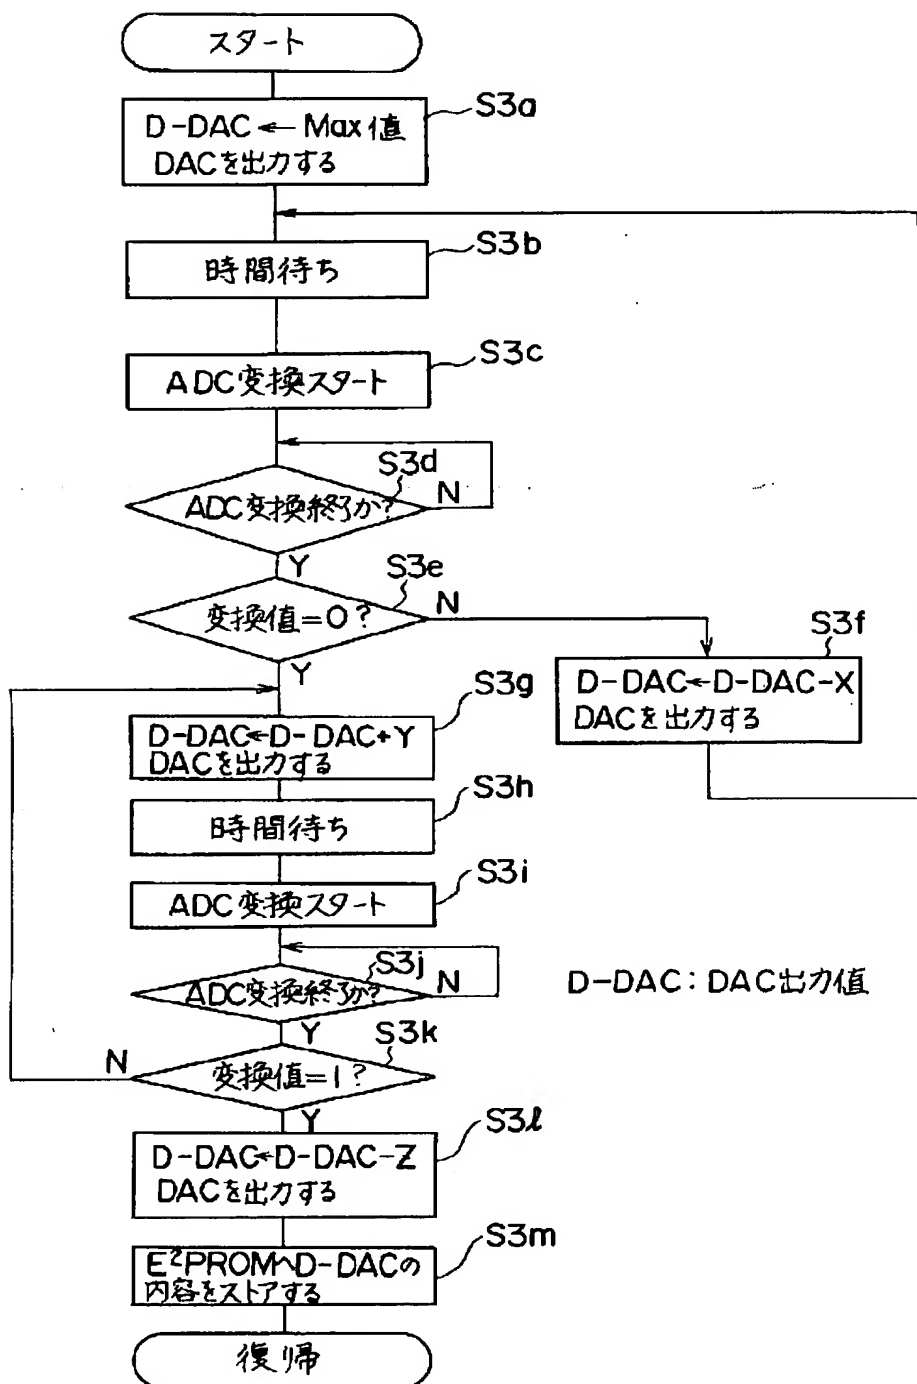 スタート
S3a
D-DAC ← Max値
DACを出力する
S3b
時間待ち
S3c
ADC変換スタート
S3d
ADC変換終了か?
N
Y
S3e
変換値=0?
N
Y
S3f
D-DAC←D-DAC-X
DACを出力する
S3g
D-DAC←D-DAC+Y
DACを出力する
S3h
時間待ち
S3i
ADC変換スタート
S3j
ADC変換終了か?
N
Y
D-DAC:DAC出力値
S3k
変換値=1?
N
Y
S3l
D-DAC←D-DAC-Z
DACを出力する
S3m
E²PROMへD-DACの
内容をストアする
復帰